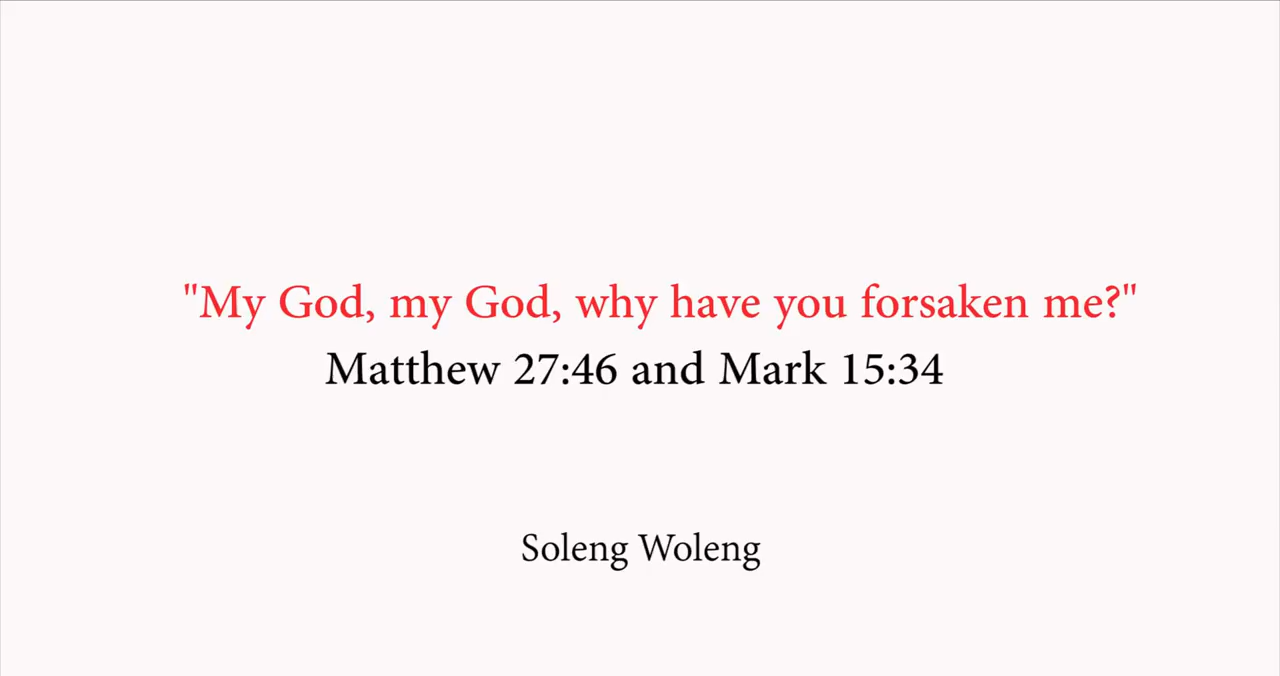 "My God, my God, why have you forsaken me?"
Matthew 27:46 and Mark 15:34
Soleng Woleng